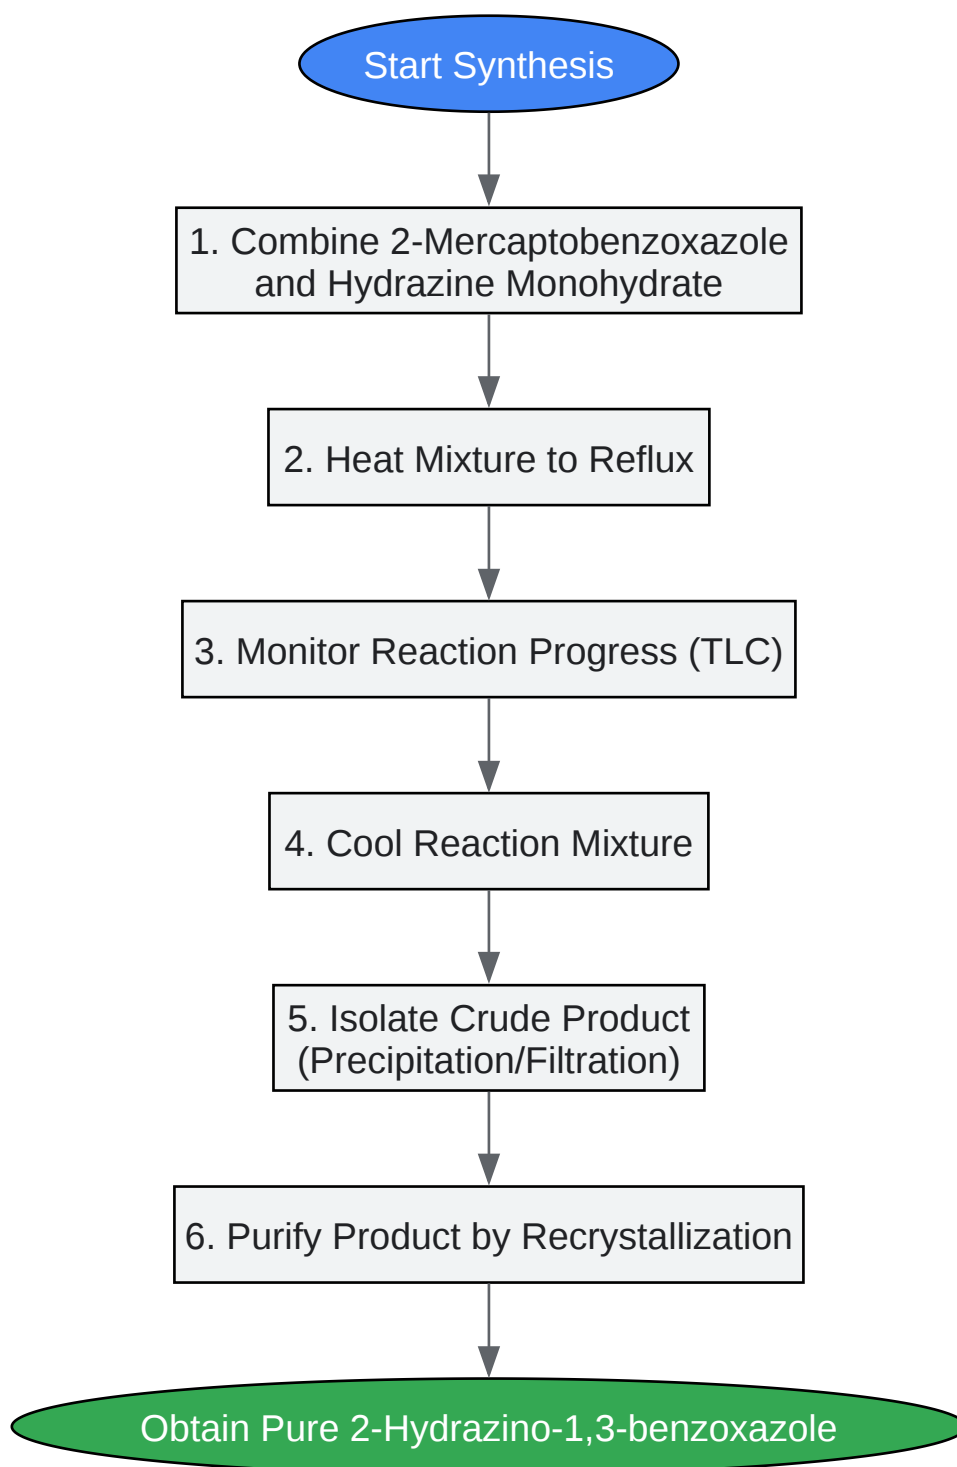 Start Synthesis
1. Combine 2-Mercaptobenzoxazole
and Hydrazine Monohydrate
2. Heat Mixture to Reflux
3. Monitor Reaction Progress (TLC)
4. Cool Reaction Mixture
5. Isolate Crude Product
(Precipitation/Filtration)
6. Purify Product by Recrystallization
Obtain Pure 2-Hydrazino-1,3-benzoxazole